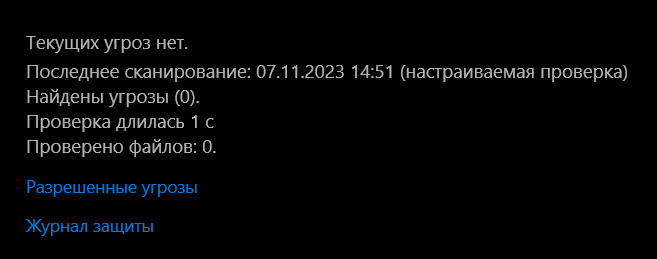 Текущих угроз нет.
Последнее сканирование: 07.11.2023 14:51 (настраиваемая проверка)
Найдены угрозы (0).
Проверка длилась 1 с
Проверено файлов: 0.
Разрешенные угрозы
Журнал защиты